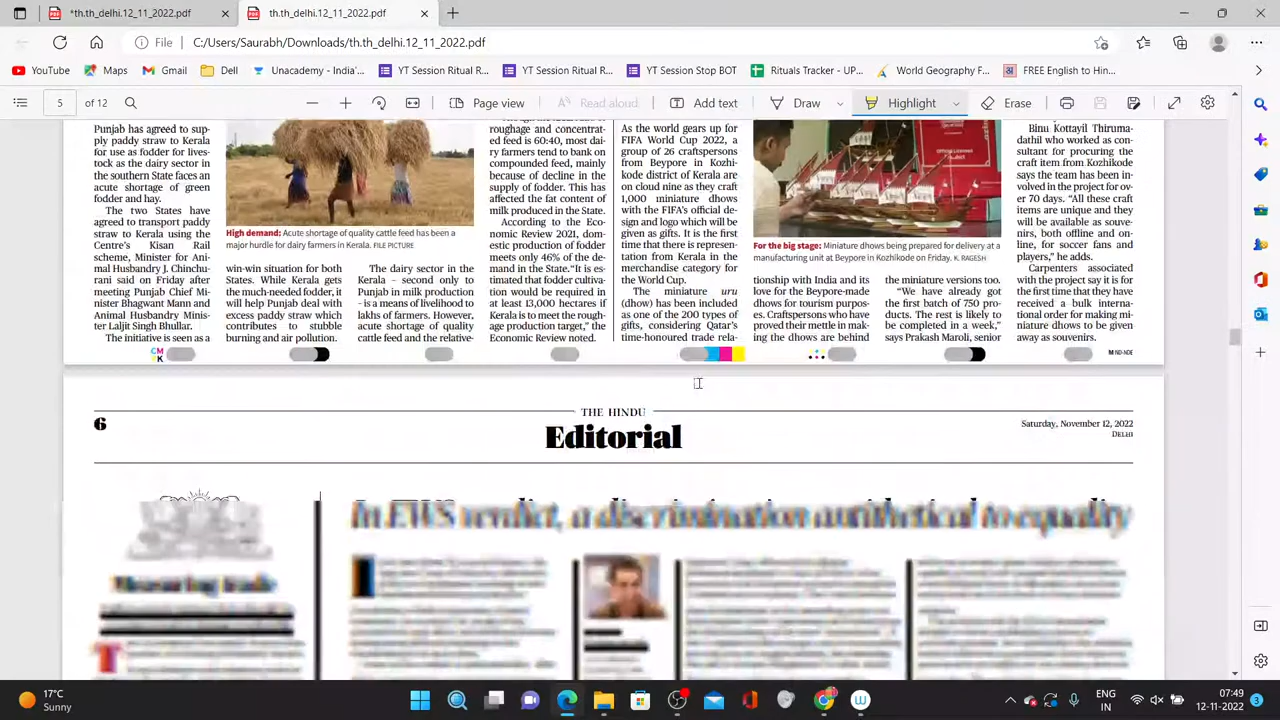 *th.th_delhi.12_11_2022.pdf
th.th_delhi.12_11_2022.pdf
File
C:/Users/Saurabh/Downloads/th.th_delhi.12_11_2022.pdf
YouTube
Maps
Gmail
Dell
Unacademy - India'...
YT Session Ritual R...
YT Session Ritual R...
YT Session Stop BOT
Rituals Tracker - UP...
World Geography F...
FREE English to Hin...
5 of 12
Page view
Read aloud
Add text
Draw
Highlight
Erase
Punjab has agreed to sup-
ply paddy straw to Kerala
for use as fodder for lives-
tock as the dairy sector in
the southern State faces an
acute shortage of green
fodder and hay.
The two States have
agreed to transport paddy
straw to Kerala using the
Centre's Kisan Rail
scheme, Minister for Ani-
mal Husbandry J. Chinchu-
rani said on Friday after
meeting Punjab Chief Mi-
nister Bhagwant Mann and
Animal Husbandry Minis-
ter Laljit Singh Bhullar.
The initiative is seen as a
High demand: Acute shortage of quality cattle feed has been a
major hurdle for dairy farmers in Kerala. FILE PICTURE
win-win situation for both
States. While Kerala gets
the much-needed fodder, it
will help Punjab deal with
excess paddy straw which
contributes to stubble
burning and air pollution.
The dairy sector in the
Kerala – second only to
Punjab in milk production
– is a means of livelihood to
lakhs of farmers. However,
acute shortage of quality
cattle feed and the relative-
roughage and concentrat-
ed feed is 60:40, most dai-
ry farmers tend to bank on
compounded feed, mainly
because of decline in the
supply of fodder. This has
affected the fat content of
milk produced in the State.
According to the Eco-
nomic Review 2021, dom-
estic production of fodder
meets only 46% of the de-
mand in the State."It is es-
timated that fodder cultiva-
tion would be required in
at least 13,000 hectares if
Kerala is to meet the rough-
age production target," the
Economic Review noted.
As the world gears up for
FIFA World Cup 2022, a
group of 26 craftspersons
from Beypore in Kozhi-
kode district of Kerala are
on cloud nine as they craft
1,000 miniature dhows
with the FIFA's official de-
sign and logo which will be
given as gifts. It is the first
time that there is represen-
tation from Kerala in the
merchandise category for
the World Cup.
The miniature uru
(dhow) has been included
as one of the 200 types of
gifts, considering Qatar's
time-honoured trade rela-
For the big stage: Miniature dhows being prepared for delivery at a
manufacturing unit at Beypore in Kozhikode on Friday. K. RAGESH
tionship with India and its
love for the Beypore-made
dhows for tourism purpos-
es. Craftspersons who have
proved their mettle in mak-
ing the dhows are behind
the miniature versions too.
"We have already got
the first batch of 750 pro-
ducts. The rest is likely to
be completed in a week,"
says Prakash Maroli, senior
Binu Kottayil Thiruma-
dathil who worked as con-
sultant for procuring the
craft item from Kozhikode
says the team has been in-
volved in the project for ov-
er 70 days. "All these craft
items are unique and they
will be available as souve-
nirs, both offline and on-
line, for soccer fans and
players," he adds.
Carpenters associated
with the project say it is for
the first time that they have
received a bulk interna-
tional order for making mi-
niature dhows to be given
away as souvenirs.
CM
K
M ND-NDE
6
THE HINDU
Editorial
Saturday, November 12, 2022
DELHI
In EWS verdict, a discrimination antithetical to equality
17°C
Sunny
ENG
IN
07:49
12-11-2022
3